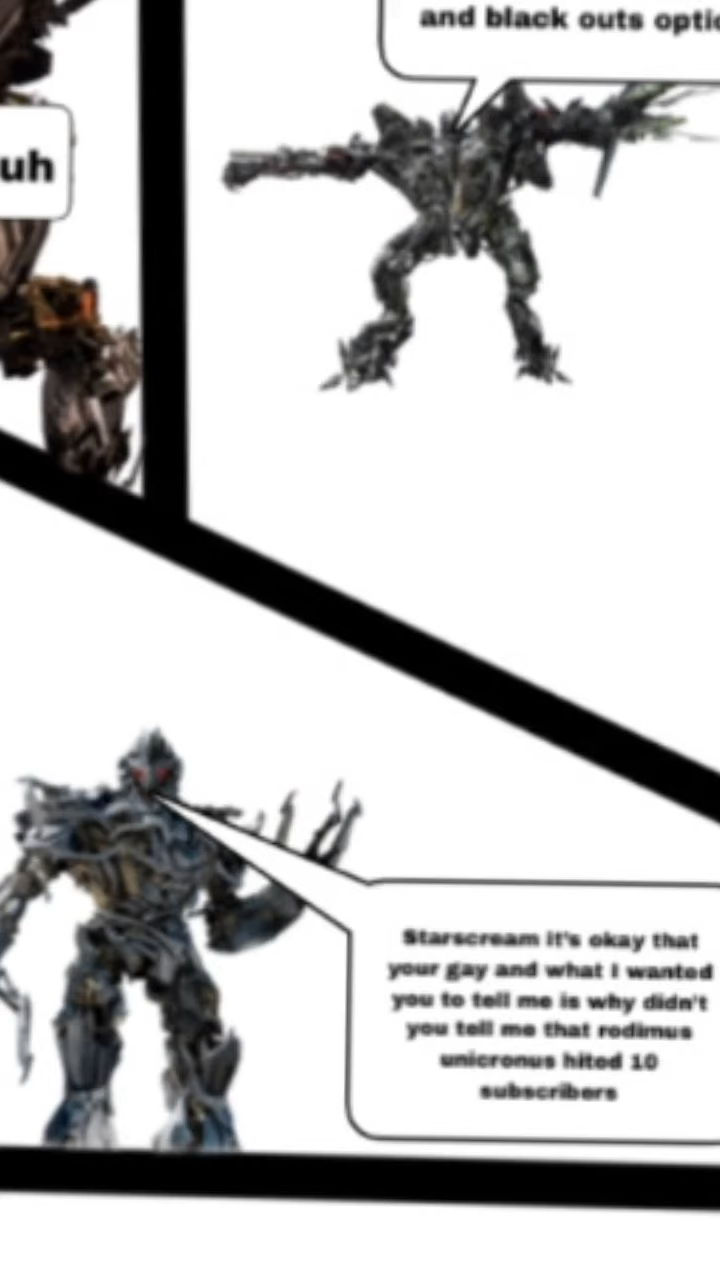 and black outs optic
uh
Starscream it's okay that
your gay and what I wanted
you to tell me is why didn't
you tell me that rodimus
unicronus hited 10
subscribers